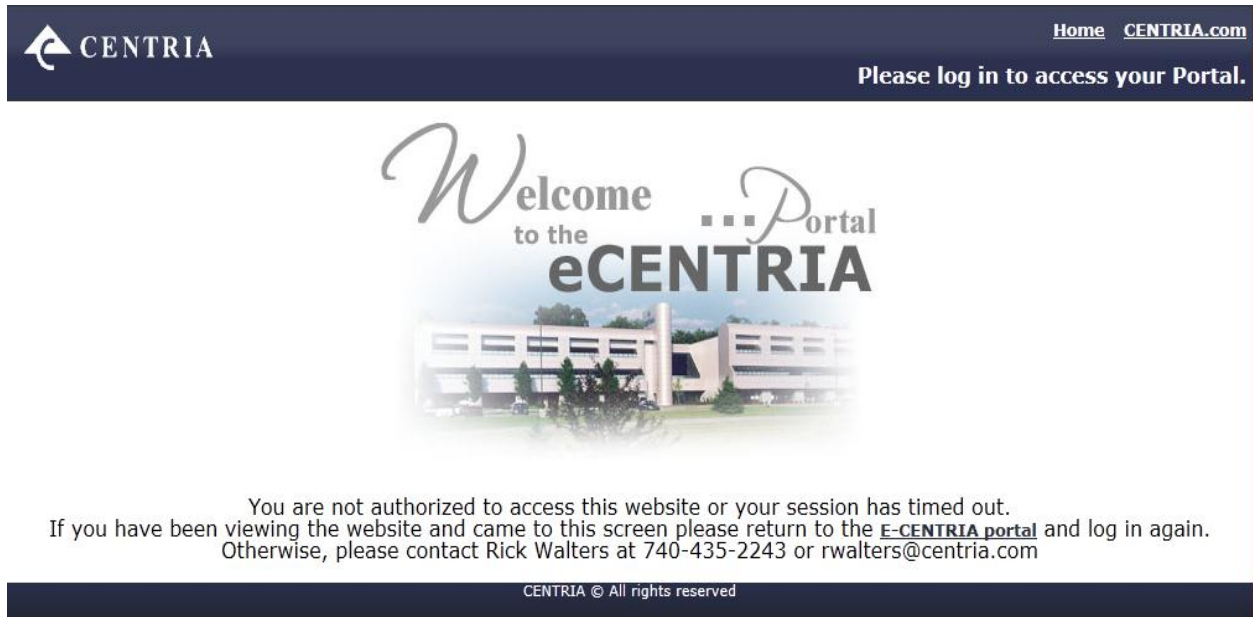 CENTRIA
Home CENTRIA.com
Please log in to access your Portal.
Welcome ...Portal
to the
eCENTRIA
You are not authorized to access this website or your session has timed out.
If you have been viewing the website and came to this screen please return to the E-CENTRIA portal and log in again.
Otherwise, please contact Rick Walters at 740-435-2243 or rwalters@centria.com
CENTRIA © All rights reserved